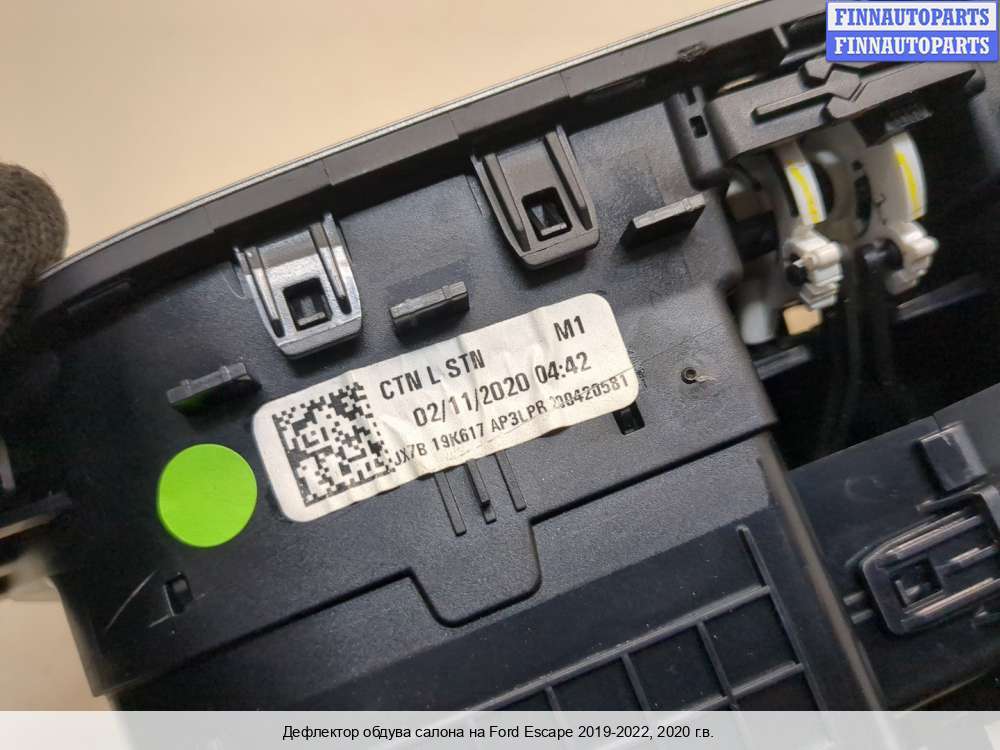 FINNAUTOPARTS
FINNAUTOPARTS
CTN L STN M1
02/11/2020 04:42
JX7B 19K617 AP3LPR
Дефлектор обдува салона на Ford Escape 2019-2022, 2020 г.в.